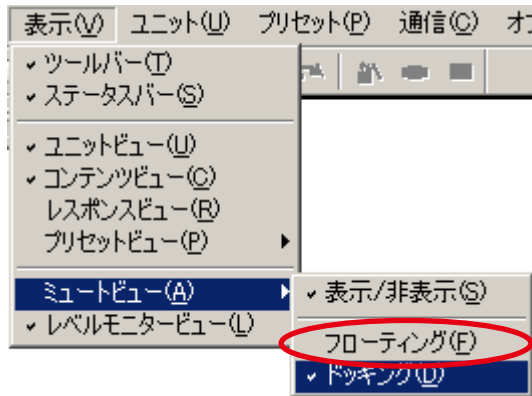 表示(V) ユニット(U) プリセット(P) 通信(C)
✓ ツールバー(T)
✓ ステータスバー(S)
✓ ユニットビュー(U)
✓ コンテンツビュー(C)
レスポンスビュー(R)
プリセットビュー(P)
ミュートビュー(A)
✓ レベルモニタービュー(L)
✓ 表示/非表示(S)
フローティング(F)
✓ ドッキング(D)